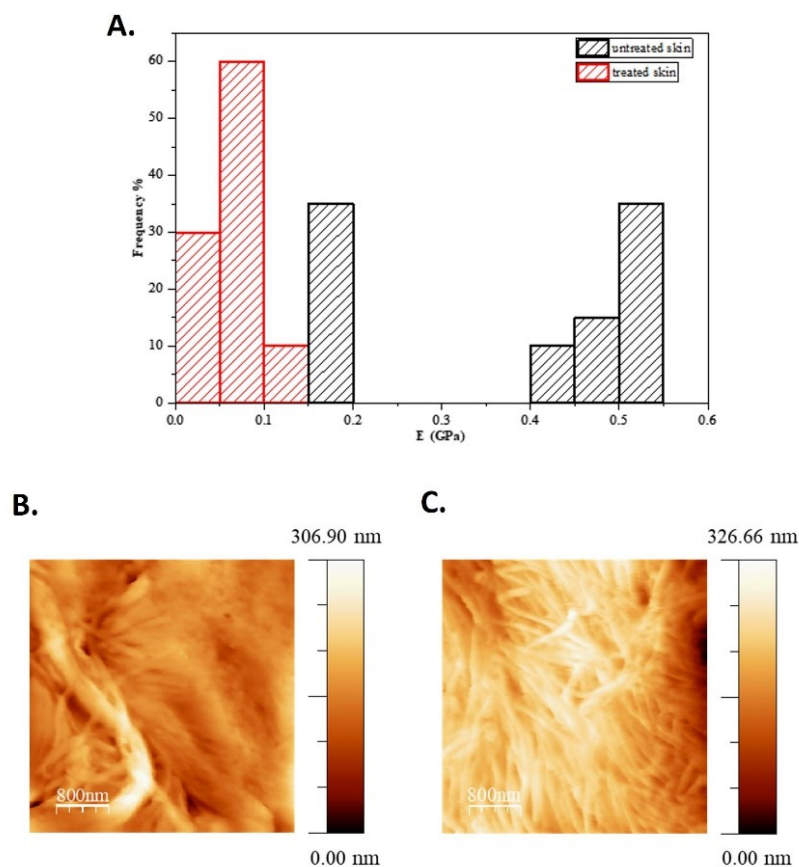 A.
untreated skin
treated skin
Frequency %
60
50
40
30
20
10
0
0.0 0.1 0.2 0.3 0.4 0.5 0.6
E (GPa)
B.
C.
306.90 nm
326.66 nm
800nm
800nm
0.00 nm
0.00 nm